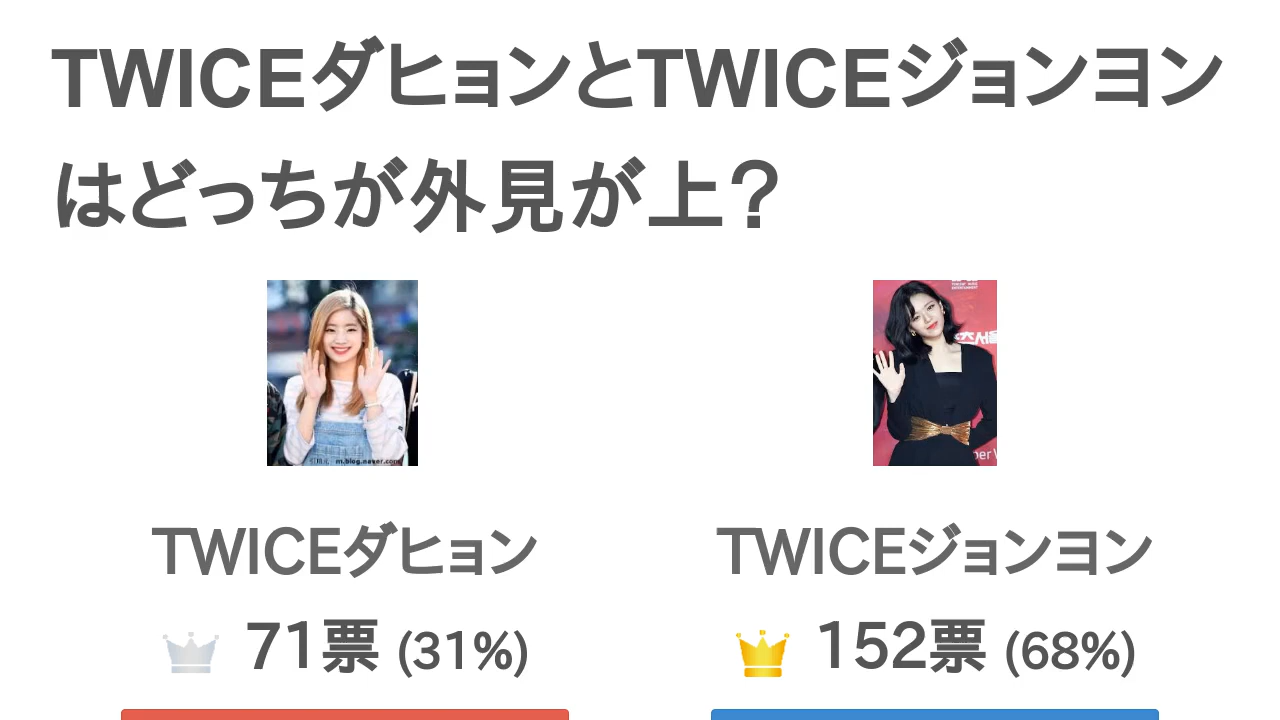 TWICEダヒョンとTWICEジョンヨン
はどっちが外見が上？
m.blog.naver.com
TWICEダヒョン
TWICEジョンヨン
71票 (31%)
152票 (68%)